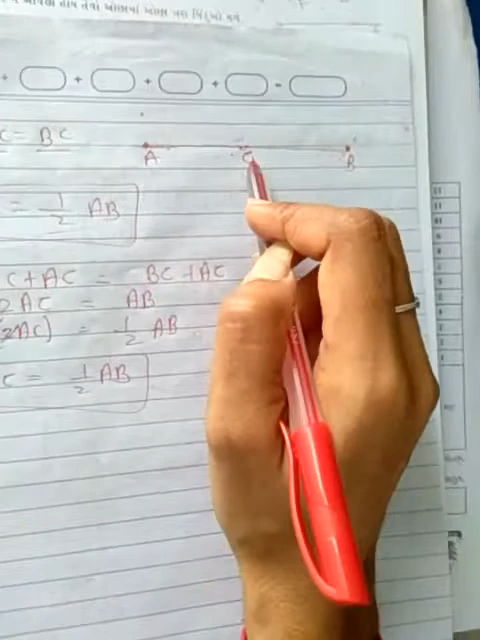 + + + + =
C = BC
A C B
= 1/2 AB
C + AC = BC + AC
2AC = AB
(2AC) = 1/2 AB
C = 1/2 AB